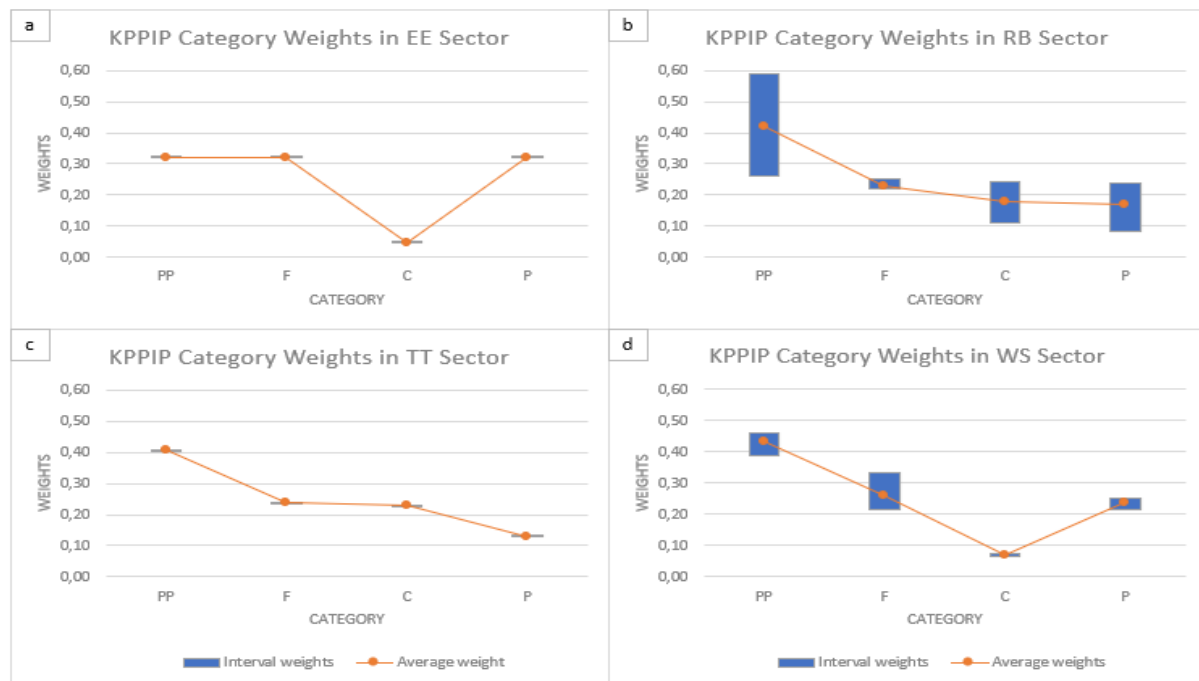 a
KPPIP Category Weights in EE Sector
0,60
0,50
0,40
0,30
0,20
0,10
0,00
WEIGHTS
PP F C P
CATEGORY
b
KPPIP Category Weights in RB Sector
0,60
0,50
0,40
0,30
0,20
0,10
0,00
WEIGHTS
PP F C P
CATEGORY
c
KPPIP Category Weights in TT Sector
0,60
0,50
0,40
0,30
0,20
0,10
0,00
WEIGHTS
PP F C P
CATEGORY
Interval weights Average weight
d
KPPIP Category Weights in WS Sector
0,60
0,50
0,40
0,30
0,20
0,10
0,00
WEIGHTS
PP F C P
CATEGORY
Interval weights Average weights